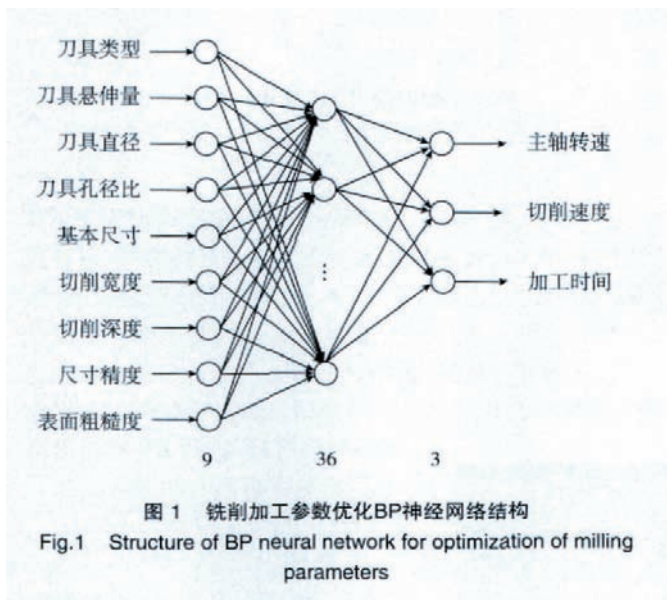 刀具类型
刀具悬伸量
刀具直径
刀具孔径比
基本尺寸
切削宽度
切削深度
尺寸精度
表面粗糙度
主轴转速
切削速度
加工时间
⋮
9 36 3
图 1 铣削加工参数优化BP神经网络结构
Fig.1 Structure of BP neural network for optimization of milling
parameters